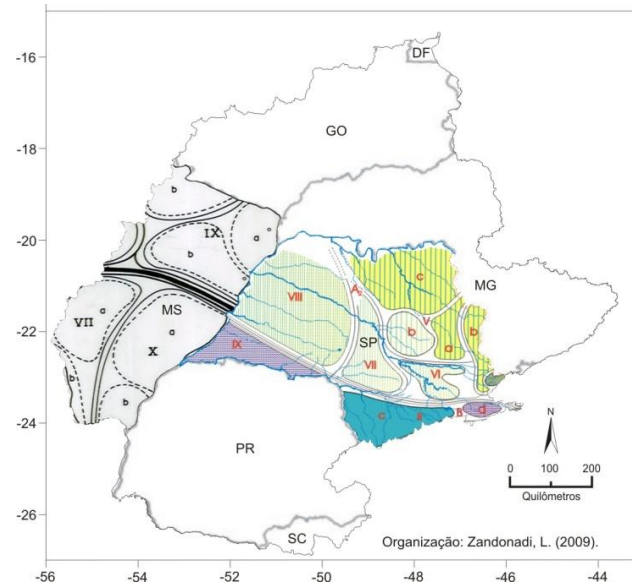 -16
-18
-20
-22
-24
-26
DF
GO
b
IX
a
b
MG
A₂
c
VIII
MS
VII
a
a
X
b
b
SP
V
b
b
a
IX
VII
VI
c
B
d
PR
N
0 100 200
Quilômetros
SC
Organização: Zandonadi, L. (2009).
-56 -54 -52 -50 -48 -46 -44